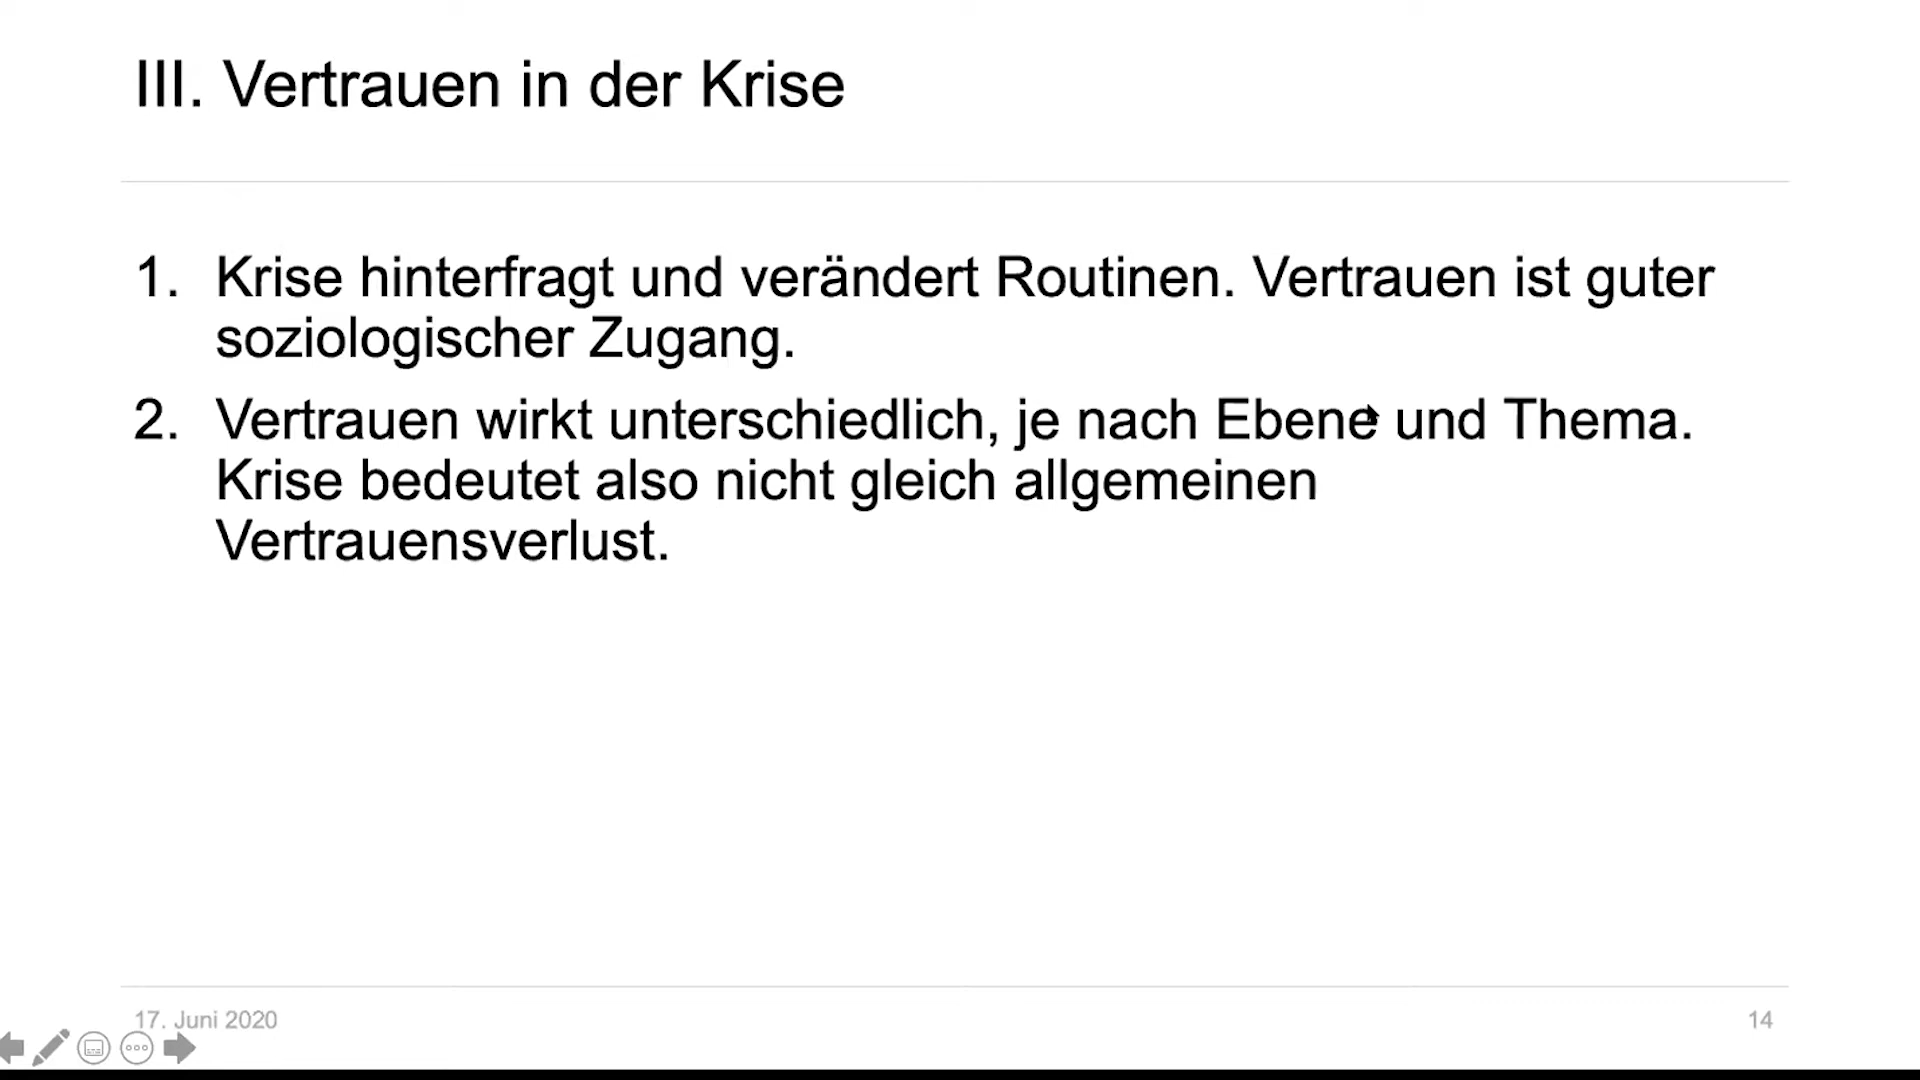 III. Vertrauen in der Krise
1. Krise hinterfragt und verändert Routinen. Vertrauen ist guter
soziologischer Zugang.
2. Vertrauen wirkt unterschiedlich, je nach Ebene und Thema.
Krise bedeutet also nicht gleich allgemeinen
Vertrauensverlust.
17. Juni 2020
14